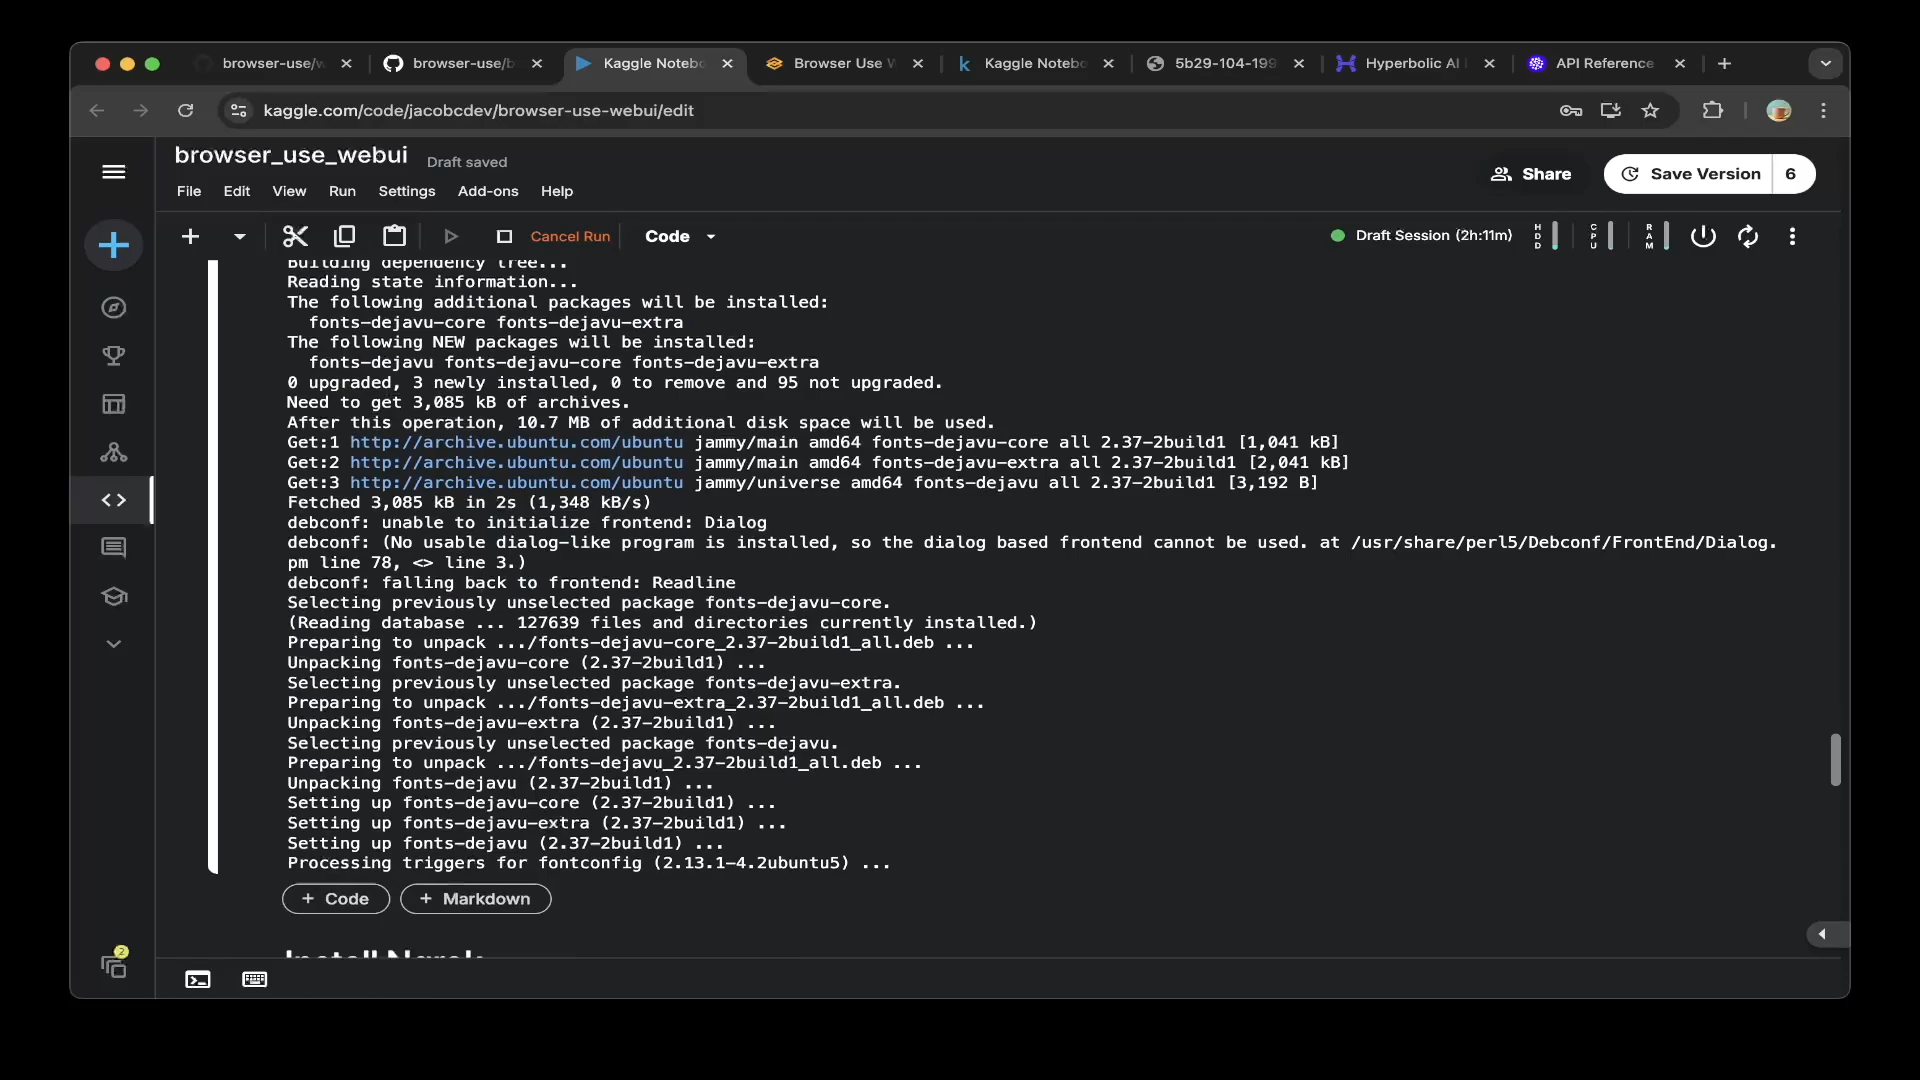 browser-use/w
browser-use/b
Kaggle Notebo
Browser Use W
Kaggle Notebo
5b29-104-199
Hyperbolic AI
API Reference
kaggle.com/code/jacobcdev/browser-use-webui/edit
browser_use_webui Draft saved
File Edit View Run Settings Add-ons Help
Share
Save Version 6
Cancel Run
Code
Draft Session (2h:11m)
HDD
CPU
RAM
Building dependency tree...
Reading state information...
The following additional packages will be installed:
fonts-dejavu-core fonts-dejavu-extra
The following NEW packages will be installed:
fonts-dejavu fonts-dejavu-core fonts-dejavu-extra
0 upgraded, 3 newly installed, 0 to remove and 95 not upgraded.
Need to get 3,085 kB of archives.
After this operation, 10.7 MB of additional disk space will be used.
Get:1 http://archive.ubuntu.com/ubuntu jammy/main amd64 fonts-dejavu-core all 2.37-2build1 [1,041 kB]
Get:2 http://archive.ubuntu.com/ubuntu jammy/main amd64 fonts-dejavu-extra all 2.37-2build1 [2,041 kB]
Get:3 http://archive.ubuntu.com/ubuntu jammy/universe amd64 fonts-dejavu all 2.37-2build1 [3,192 B]
Fetched 3,085 kB in 2s (1,348 kB/s)
debconf: unable to initialize frontend: Dialog
debconf: (No usable dialog-like program is installed, so the dialog based frontend cannot be used. at /usr/share/perl5/Debconf/FrontEnd/Dialog.
pm line 78, <> line 3.)
debconf: falling back to frontend: Readline
Selecting previously unselected package fonts-dejavu-core.
(Reading database ... 127639 files and directories currently installed.)
Preparing to unpack .../fonts-dejavu-core_2.37-2build1_all.deb ...
Unpacking fonts-dejavu-core (2.37-2build1) ...
Selecting previously unselected package fonts-dejavu-extra.
Preparing to unpack .../fonts-dejavu-extra_2.37-2build1_all.deb ...
Unpacking fonts-dejavu-extra (2.37-2build1) ...
Selecting previously unselected package fonts-dejavu.
Preparing to unpack .../fonts-dejavu_2.37-2build1_all.deb ...
Unpacking fonts-dejavu (2.37-2build1) ...
Setting up fonts-dejavu-core (2.37-2build1) ...
Setting up fonts-dejavu-extra (2.37-2build1) ...
Setting up fonts-dejavu (2.37-2build1) ...
Processing triggers for fontconfig (2.13.1-4.2ubuntu5) ...
+ Code
+ Markdown
Install Ngrok
2